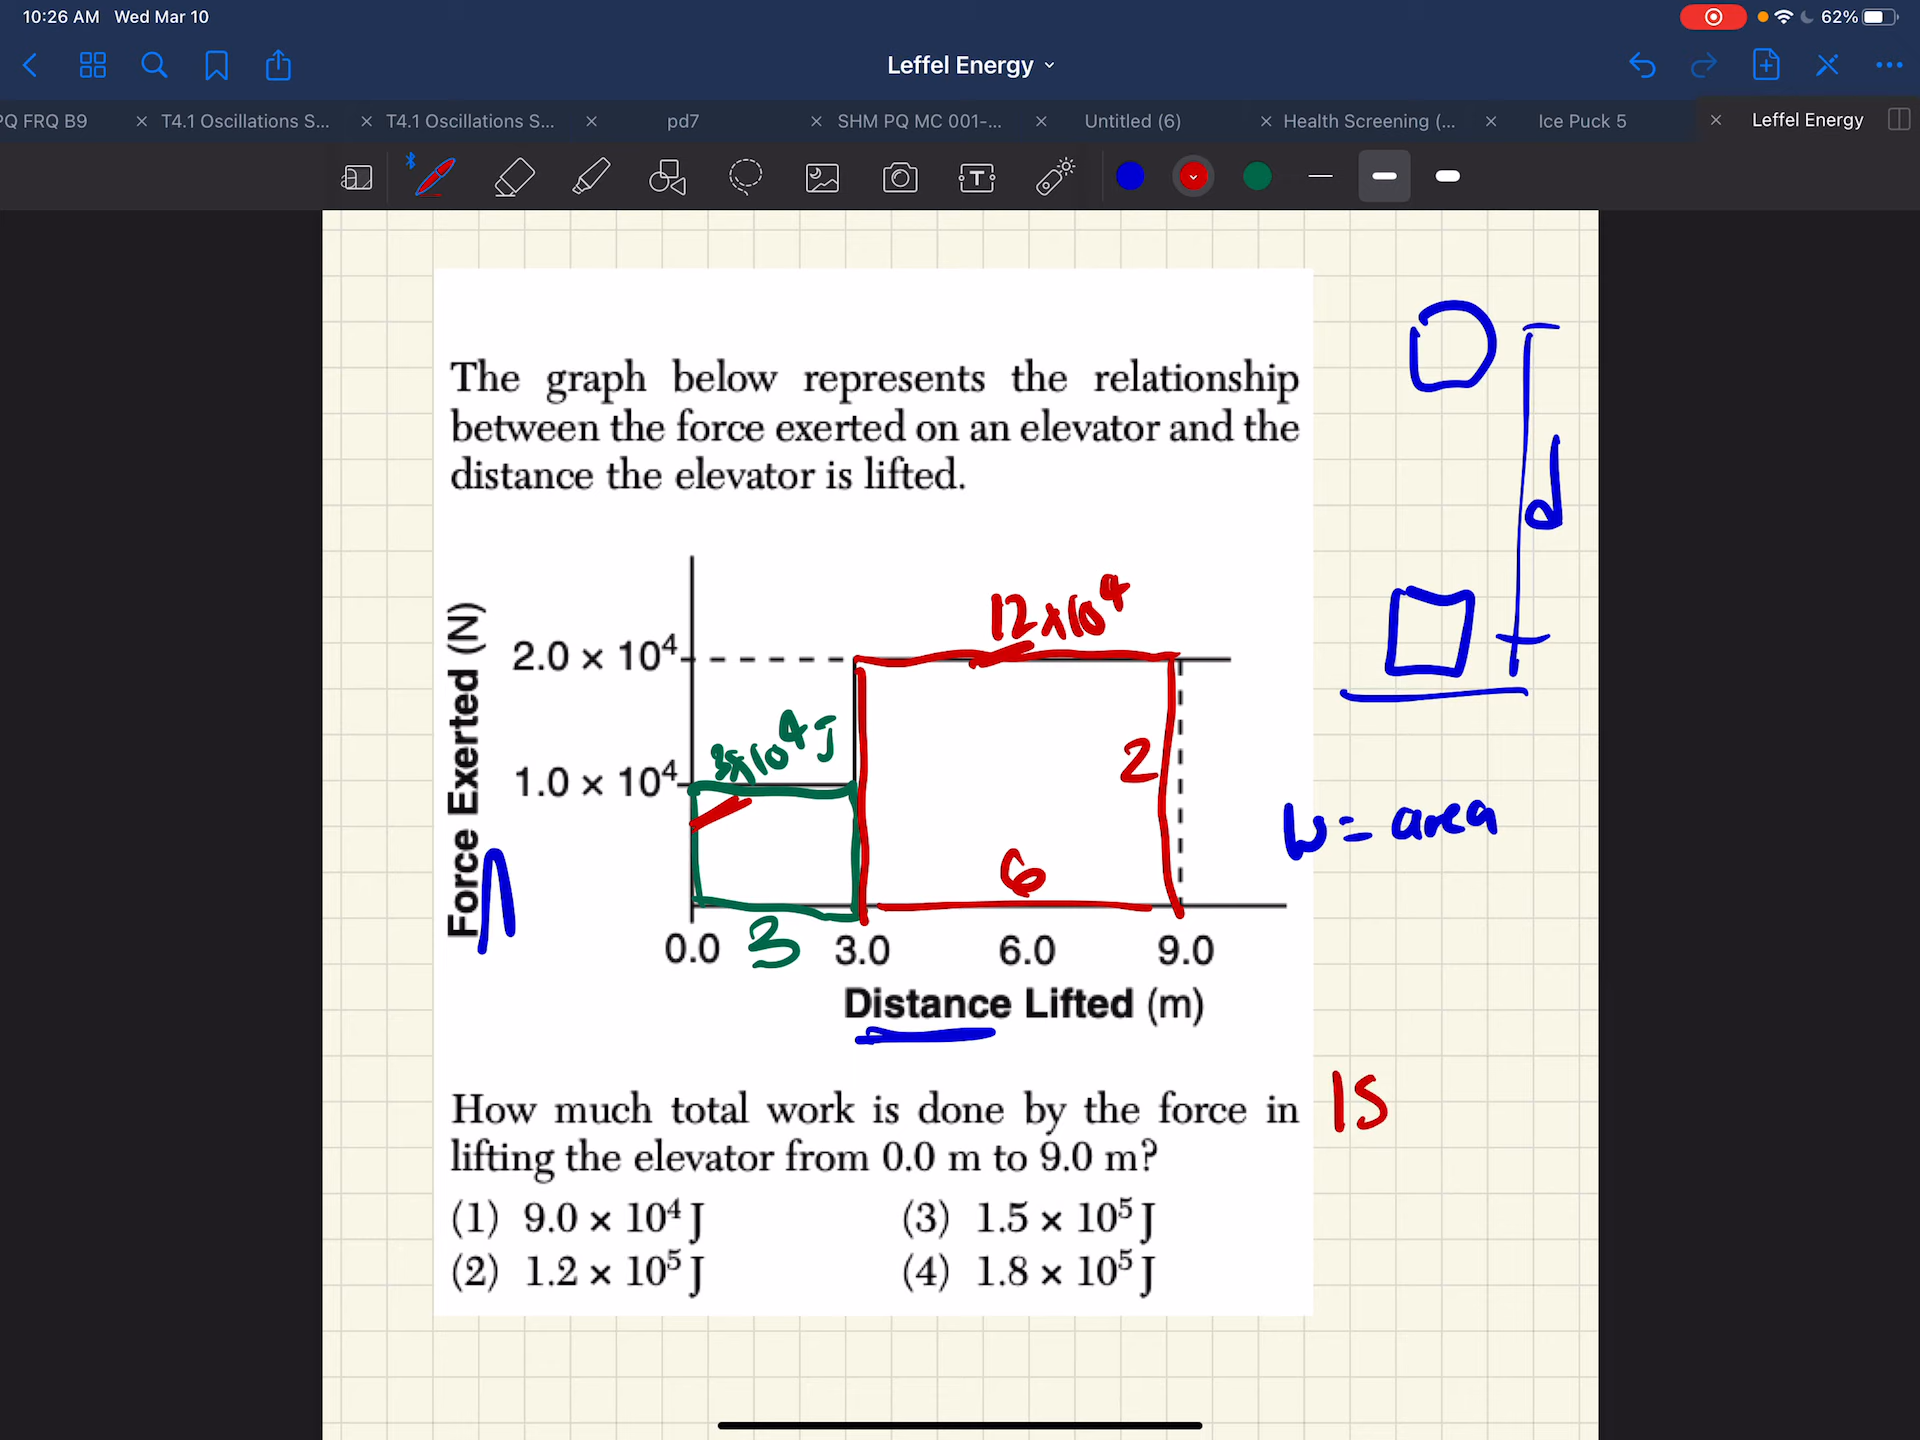 10:26 AM Wed Mar 10
62%
Leffel Energy
PQ FRQ B9
T4.1 Oscillations S...
T4.1 Oscillations S...
pd7
SHM PQ MC 001-...
Untitled (6)
Health Screening (...
Ice Puck 5
Leffel Energy
The graph below represents the relationship
between the force exerted on an elevator and the
distance the elevator is lifted.
Force Exerted (N)
12x10⁴
2.0 × 10⁴
3x10⁴ J
1.0 × 10⁴
2
6
3
0.0 3.0 6.0 9.0
Distance Lifted (m)
d
W = area
How much total work is done by the force in
lifting the elevator from 0.0 m to 9.0 m?
15
(1) 9.0 × 10⁴ J
(2) 1.2 × 10⁵ J
(3) 1.5 × 10⁵ J
(4) 1.8 × 10⁵ J